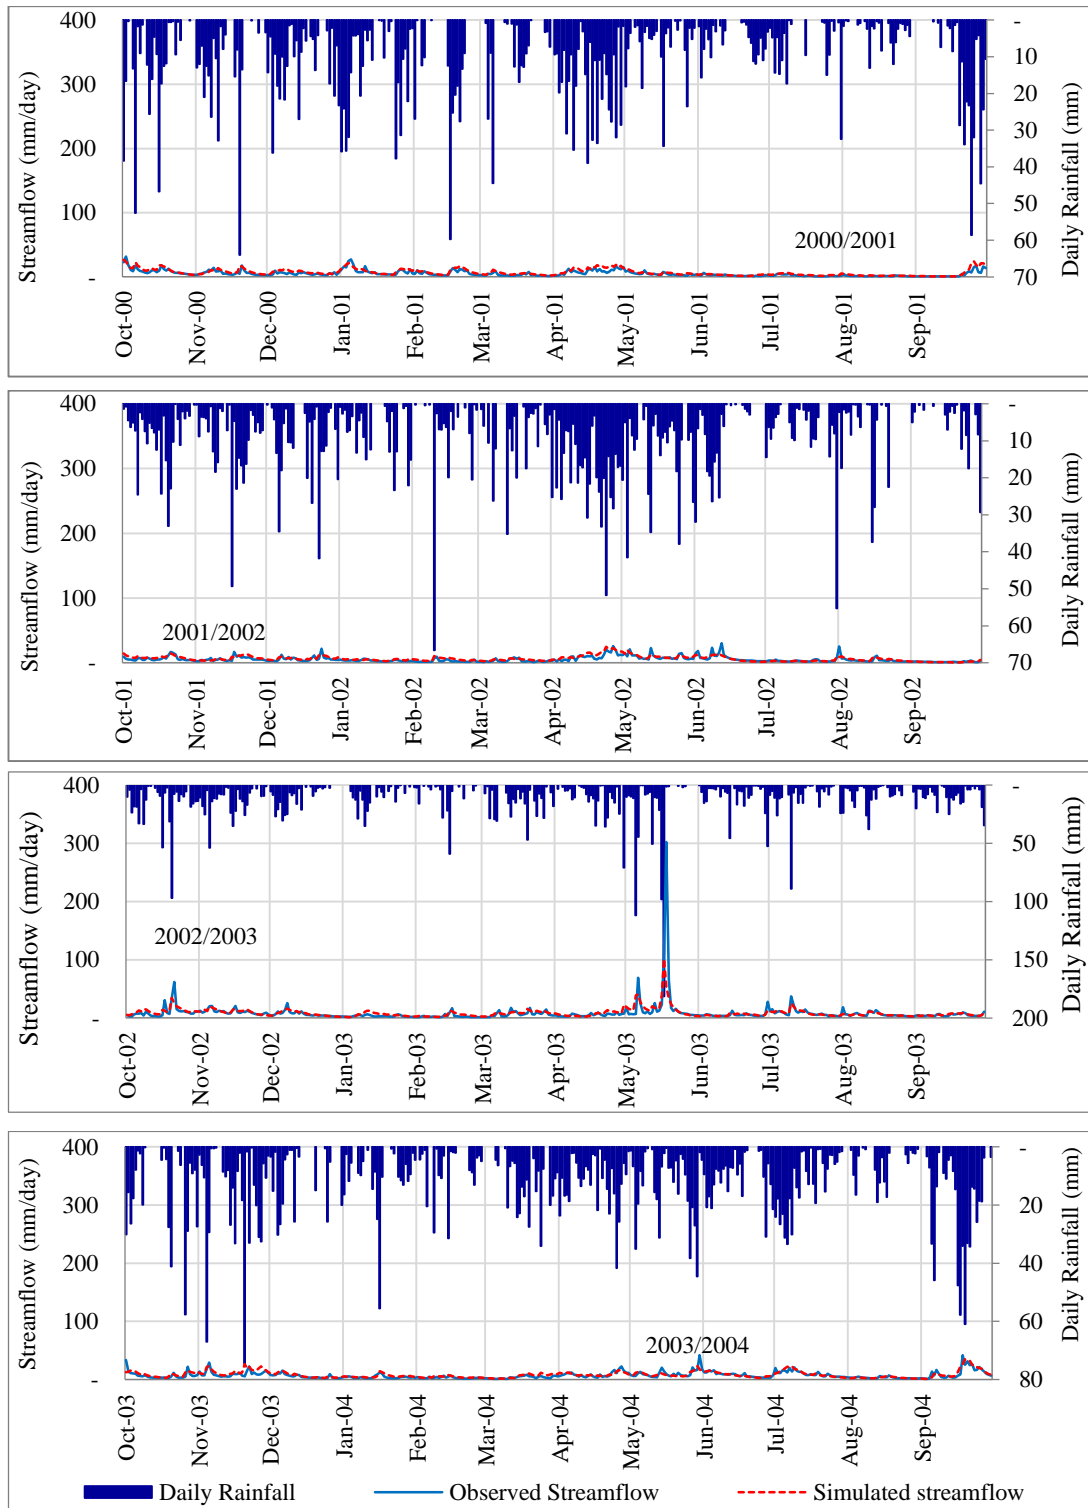 Streamflow (mm/day)
400
300
200
100
-
-
10
20
30
40
50
60
70
Daily Rainfall (mm)
2000/2001
Oct-00
Nov-00
Dec-00
Jan-01
Feb-01
Mar-01
Apr-01
May-01
Jun-01
Jul-01
Aug-01
Sep-01
Streamflow (mm/day)
400
300
200
100
-
-
10
20
30
40
50
60
70
Daily Rainfall (mm)
2001/2002
Oct-01
Nov-01
Dec-01
Jan-02
Feb-02
Mar-02
Apr-02
May-02
Jun-02
Jul-02
Aug-02
Sep-02
Streamflow (mm/day)
400
300
200
100
-
-
50
100
150
200
Daily Rainfall (mm)
2002/2003
Oct-02
Nov-02
Dec-02
Jan-03
Feb-03
Mar-03
Apr-03
May-03
Jun-03
Jul-03
Aug-03
Sep-03
Streamflow (mm/day)
400
300
200
100
-
-
20
40
60
80
Daily Rainfall (mm)
2003/2004
Oct-03
Nov-03
Dec-03
Jan-04
Feb-04
Mar-04
Apr-04
May-04
Jun-04
Jul-04
Aug-04
Sep-04
Daily Rainfall
Observed Streamflow
Simulated streamflow